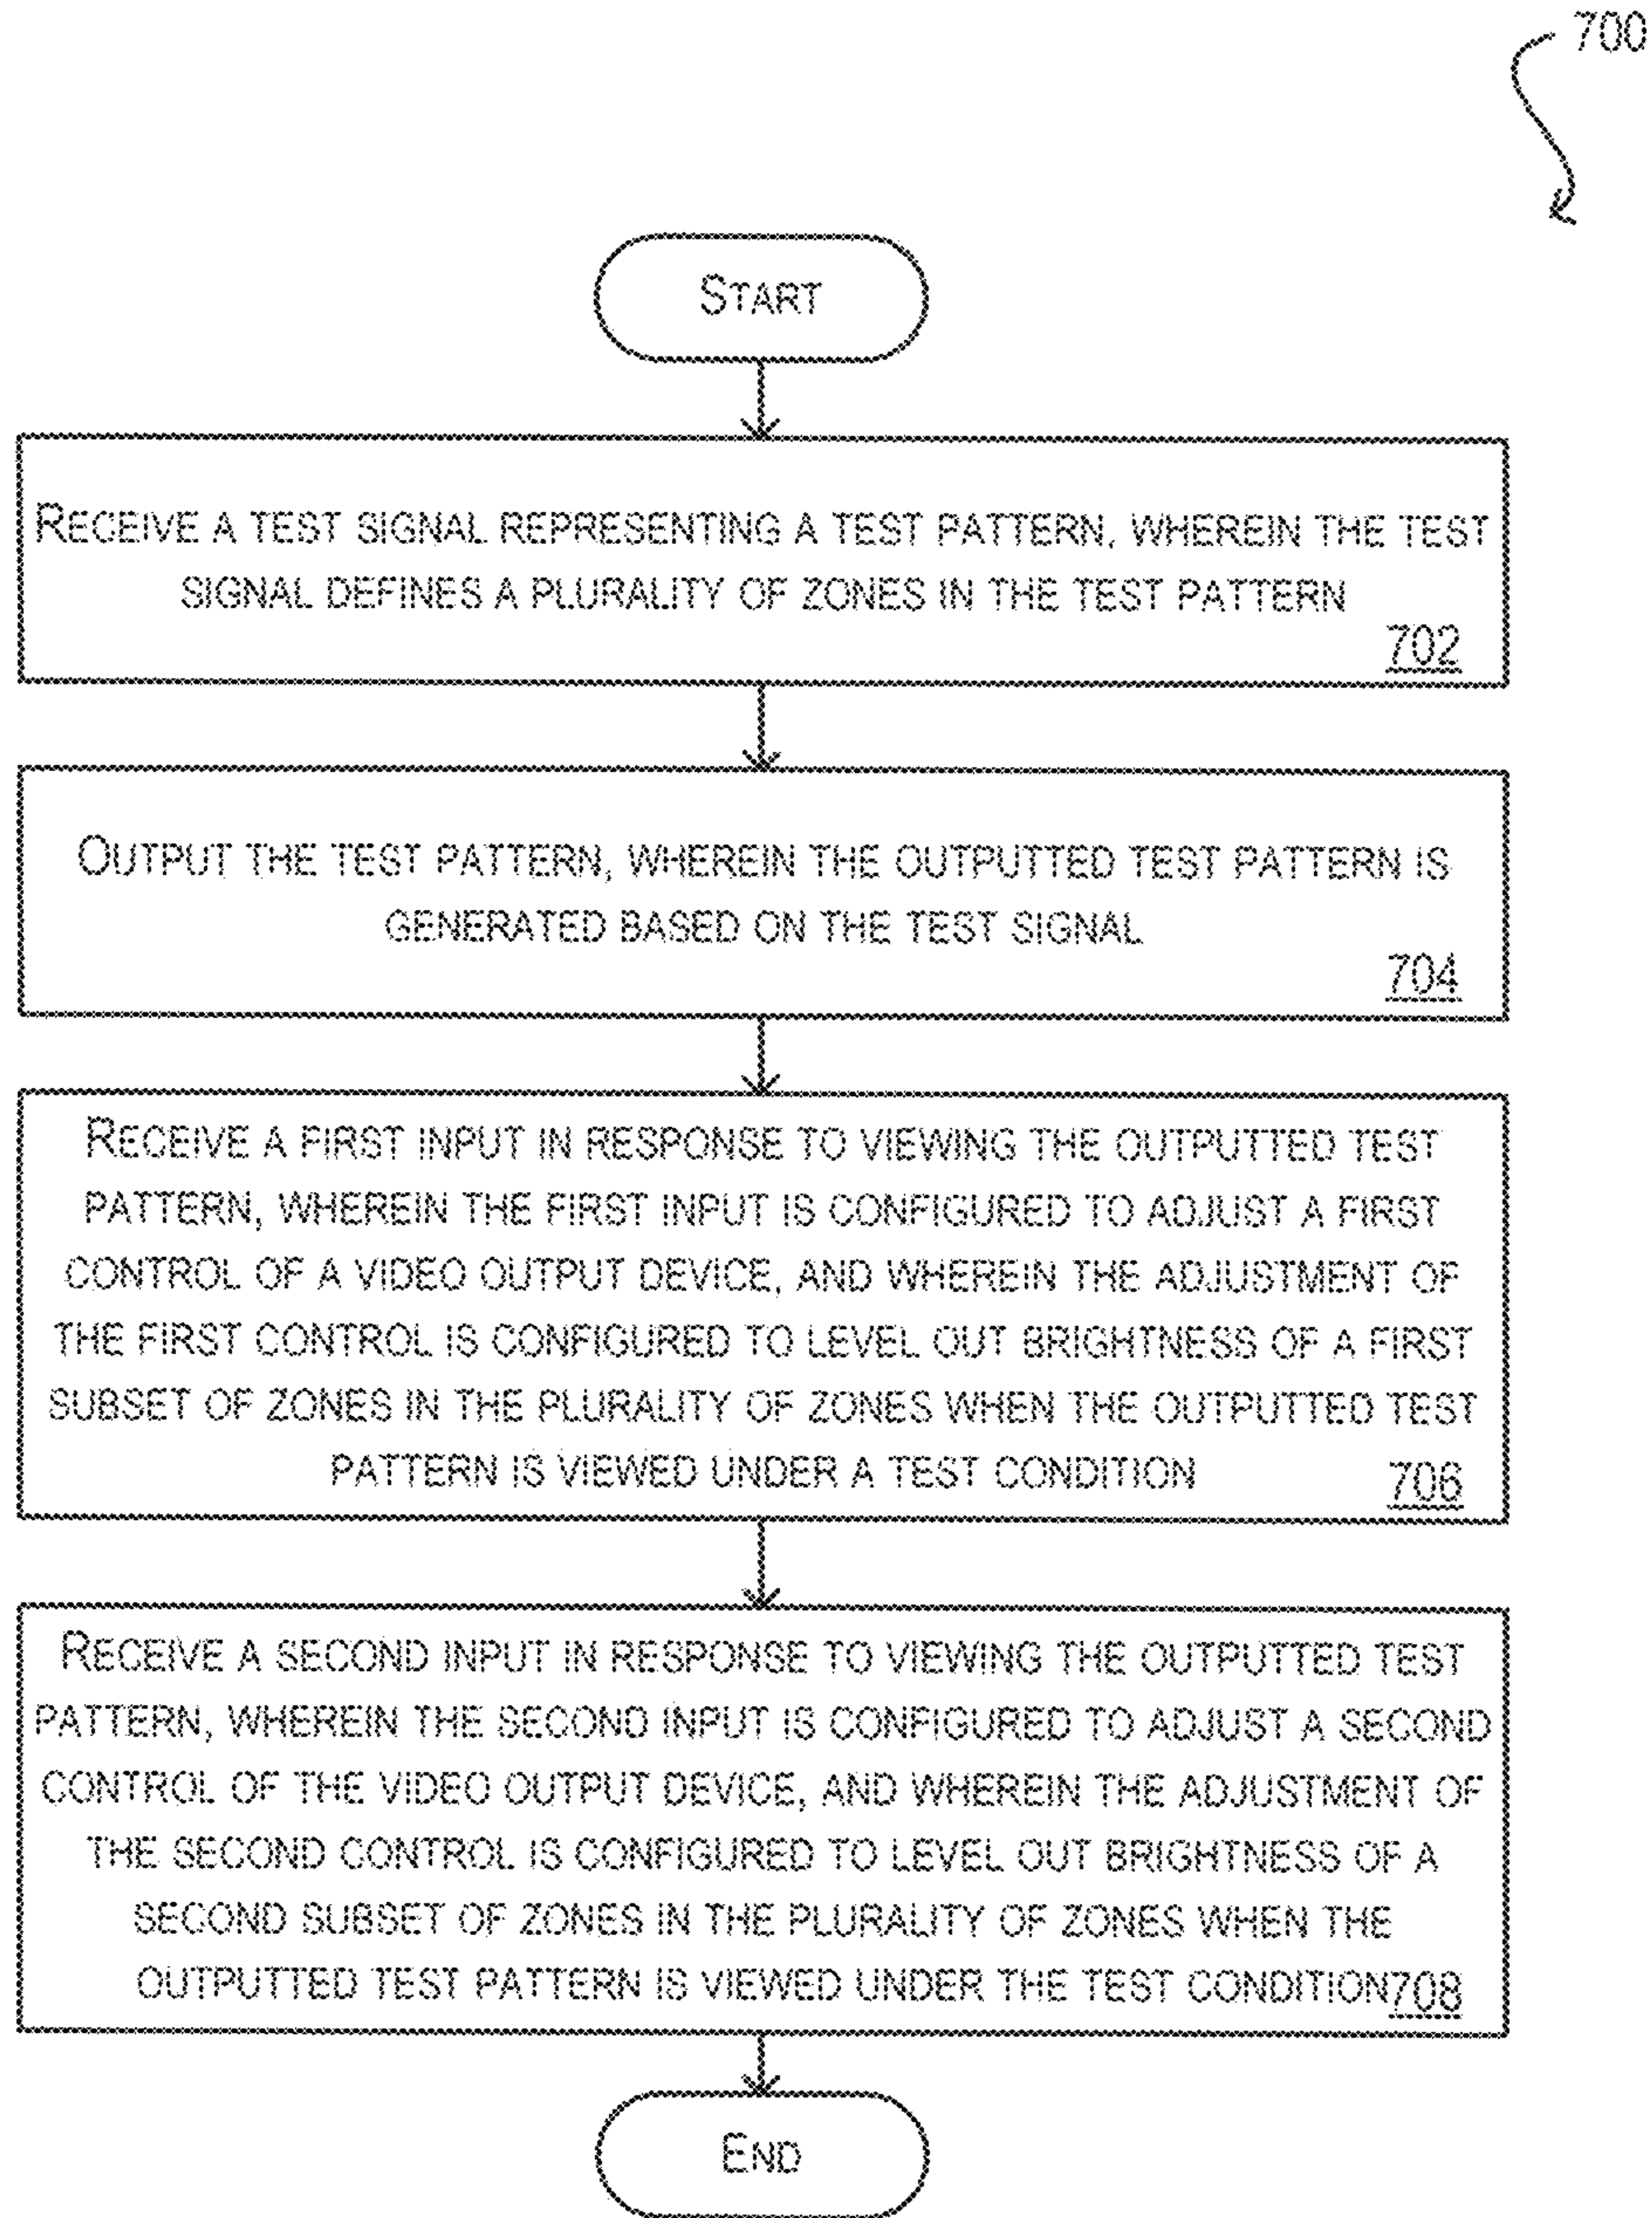 700
START
RECEIVE A TEST SIGNAL REPRESENTING A TEST PATTERN, WHEREIN THE TEST
SIGNAL DEFINES A PLURALITY OF ZONES IN THE TEST PATTERN
702
OUTPUT THE TEST PATTERN, WHEREIN THE OUTPUTTED TEST PATTERN IS
GENERATED BASED ON THE TEST SIGNAL
704
RECEIVE A FIRST INPUT IN RESPONSE TO VIEWING THE OUTPUTTED TEST
PATTERN, WHEREIN THE FIRST INPUT IS CONFIGURED TO ADJUST A FIRST
CONTROL OF A VIDEO OUTPUT DEVICE, AND WHEREIN THE ADJUSTMENT OF
THE FIRST CONTROL IS CONFIGURED TO LEVEL OUT BRIGHTNESS OF A FIRST
SUBSET OF ZONES IN THE PLURALITY OF ZONES WHEN THE OUTPUTTED TEST
PATTERN IS VIEWED UNDER A TEST CONDITION
706
RECEIVE A SECOND INPUT IN RESPONSE TO VIEWING THE OUTPUTTED TEST
PATTERN, WHEREIN THE SECOND INPUT IS CONFIGURED TO ADJUST A SECOND
CONTROL OF THE VIDEO OUTPUT DEVICE, AND WHEREIN THE ADJUSTMENT OF
THE SECOND CONTROL IS CONFIGURED TO LEVEL OUT BRIGHTNESS OF A
SECOND SUBSET OF ZONES IN THE PLURALITY OF ZONES WHEN THE
OUTPUTTED TEST PATTERN IS VIEWED UNDER THE TEST CONDITION
708
END